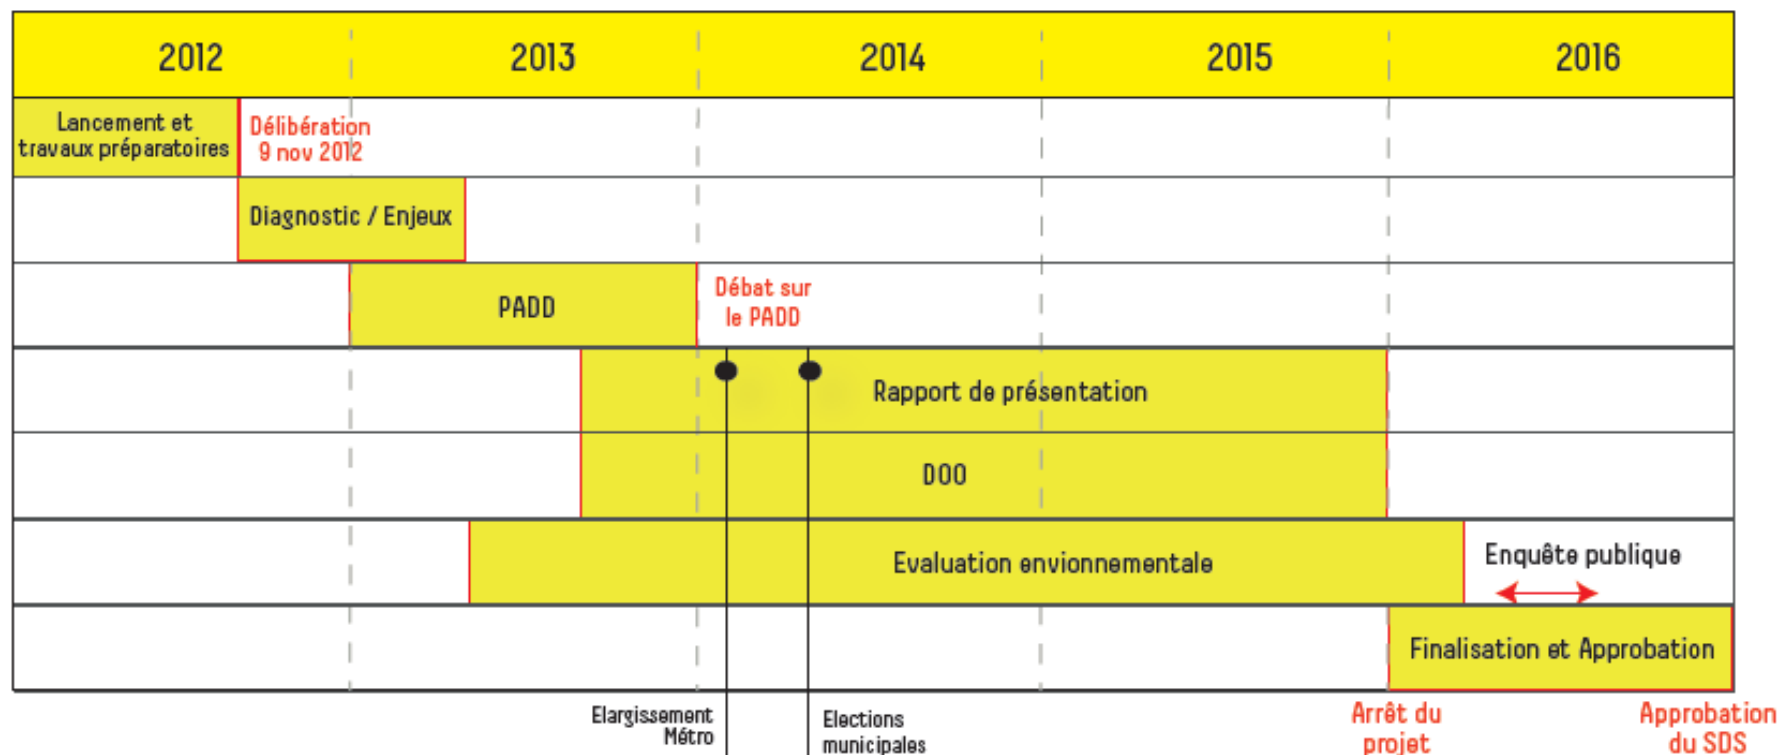 2012 2013 2014 2015 2016
Lancement et
travaux préparatoires
Délibération
9 nov 2012
Diagnostic / Enjeux
PADD
Débat sur
le PADD
Rapport de présentation
DOO
Evaluation envionnementale
Enquête publique
Finalisation et Approbation
Elargissement
Métro
Elections
municipales
Arrêt du
projet
Approbation
du SDS